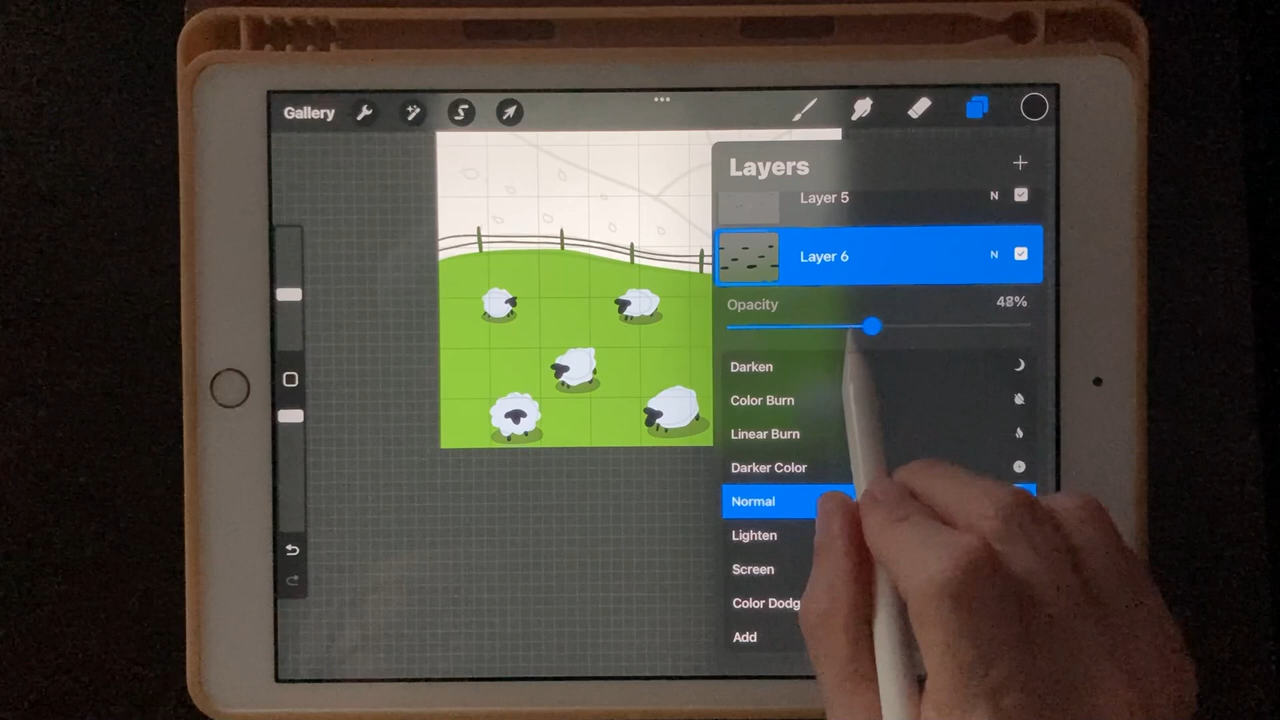 Gallery
Layers
Layer 5 N
Layer 6 N
Opacity 48%
Darken
Color Burn
Linear Burn
Darker Color
Normal
Lighten
Screen
Color Dodg
Add